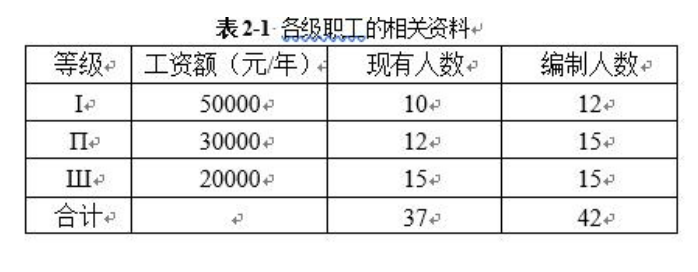 表2-1 各级职工的相关资料
等级 工资额（元/年） 现有人数 编制人数
I 50000 10 12
П 30000 12 15
Ш 20000 15 15
合计 37 42